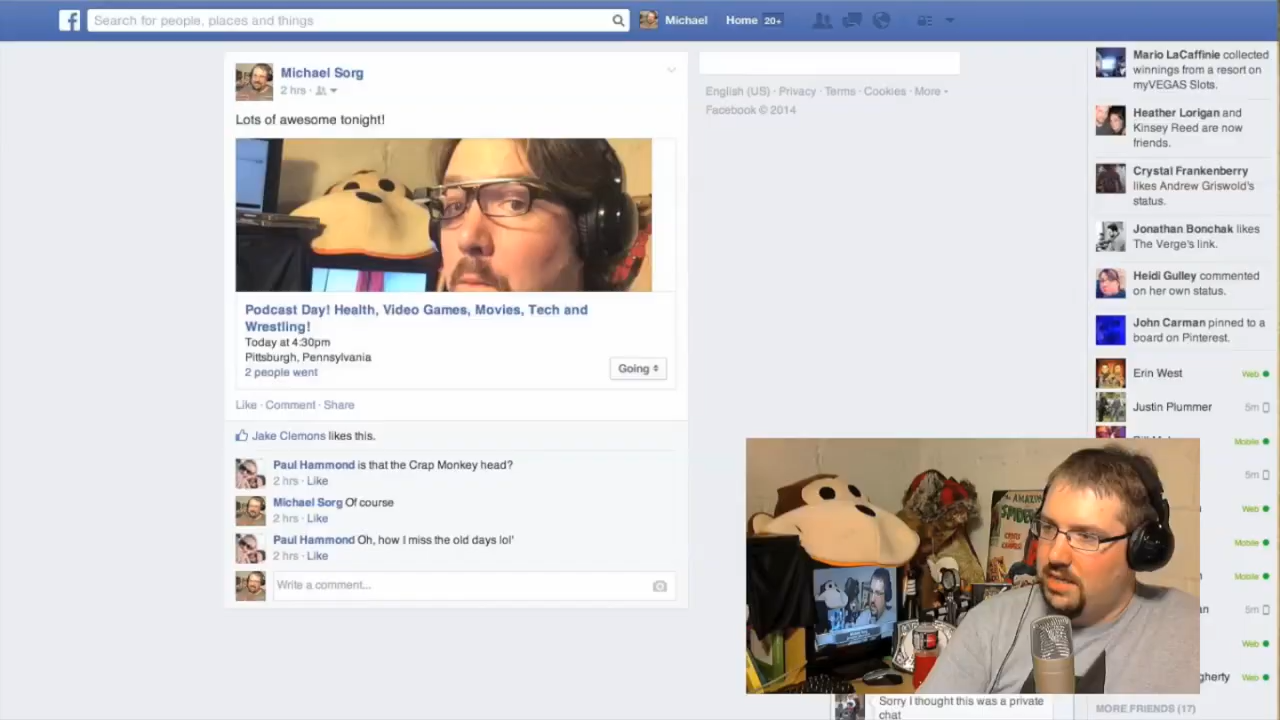 Search for people, places and things
Michael
Home 20+
Michael Sorg
2 hrs ·
Lots of awesome tonight!
Podcast Day! Health, Video Games, Movies, Tech and
Wrestling!
Today at 4:30pm
Pittsburgh, Pennsylvania
2 people went
Going
Like · Comment · Share
Jake Clemons likes this.
Paul Hammond is that the Crap Monkey head?
2 hrs · Like
Michael Sorg Of course
2 hrs · Like
Paul Hammond Oh, how I miss the old days lol'
2 hrs · Like
Write a comment...
English (US) · Privacy · Terms · Cookies · More
Facebook © 2014
Mario LaCaffinie collected
winnings from a resort on
myVEGAS Slots.
Heather Lorigan and
Kinsey Reed are now
friends.
Crystal Frankenberry
likes Andrew Griswold's
status.
Jonathan Bonchak likes
The Verge's link.
Heidi Gulley commented
on her own status.
John Carman pinned to a
board on Pinterest.
Erin West Web
Justin Plummer 5m
Mobile
5m
Web
Mobile
Mobile
5m
Web
gherty Web
MORE FRIENDS (17)
AMAZING
SPIDER
Sorry I thought this was a private
chat